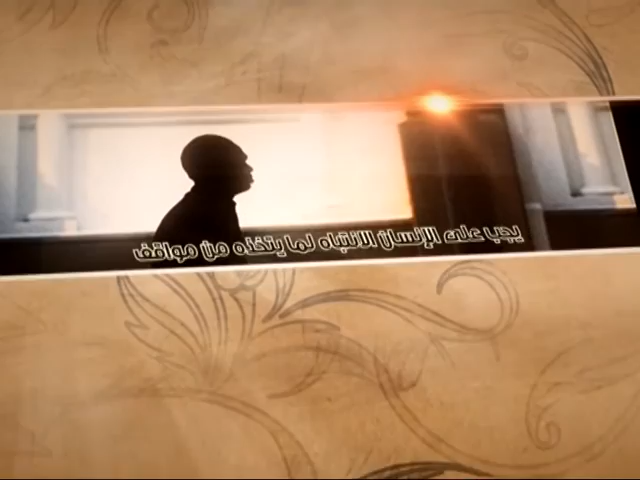 يجب على الإنسان الانتباه لما يتخذه من مواقف